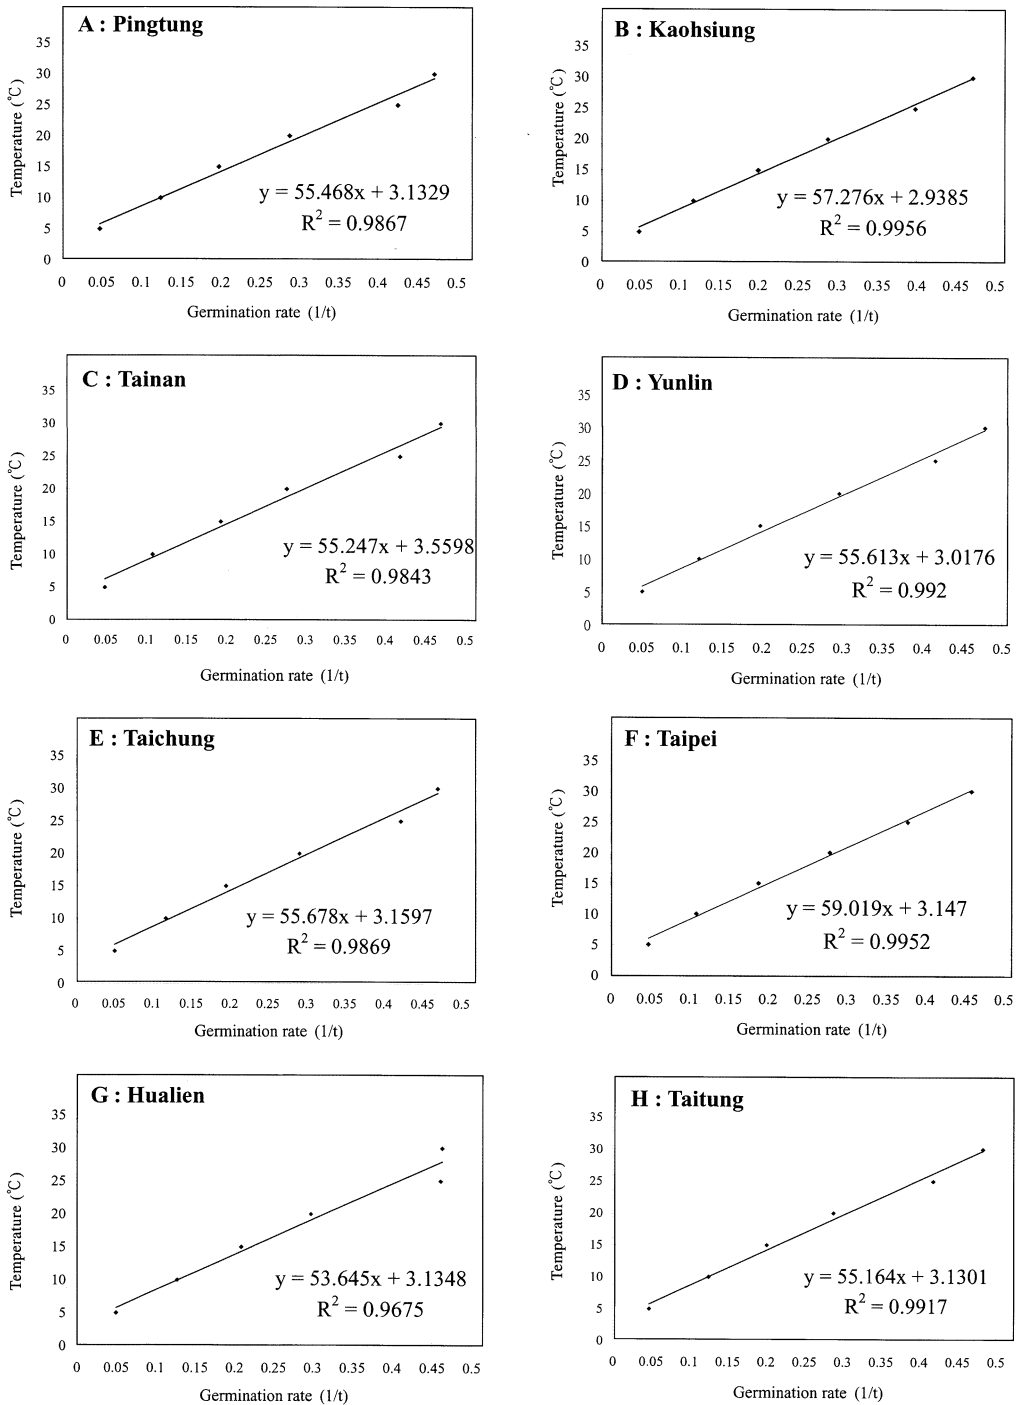 A : Pingtung
35
30
25
20
15
10
5
0
Temperature (℃)
y = 55.468x + 3.1329
R² = 0.9867
0 0.05 0.1 0.15 0.2 0.25 0.3 0.35 0.4 0.45 0.5
Germination rate (1/t)
B : Kaohsiung
35
30
25
20
15
10
5
0
Temperature (℃)
y = 57.276x + 2.9385
R² = 0.9956
0 0.05 0.1 0.15 0.2 0.25 0.3 0.35 0.4 0.45 0.5
Germination rate (1/t)
C : Tainan
35
30
25
20
15
10
5
0
Temperature (℃)
y = 55.247x + 3.5598
R² = 0.9843
0 0.05 0.1 0.15 0.2 0.25 0.3 0.35 0.4 0.45 0.5
Germination rate (1/t)
D : Yunlin
35
30
25
20
15
10
5
0
Temperature (℃)
y = 55.613x + 3.0176
R² = 0.992
0 0.05 0.1 0.15 0.2 0.25 0.3 0.35 0.4 0.45 0.5
Germination rate (1/t)
E : Taichung
35
30
25
20
15
10
5
0
Temperature (℃)
y = 55.678x + 3.1597
R² = 0.9869
0 0.05 0.1 0.15 0.2 0.25 0.3 0.35 0.4 0.45 0.5
Germination rate (1/t)
F : Taipei
35
30
25
20
15
10
5
0
Temperature (℃)
y = 59.019x + 3.147
R² = 0.9952
0 0.05 0.1 0.15 0.2 0.25 0.3 0.35 0.4 0.45 0.5
Germination rate (1/t)
G : Hualien
35
30
25
20
15
10
5
0
Temperature (℃)
y = 53.645x + 3.1348
R² = 0.9675
0 0.05 0.1 0.15 0.2 0.25 0.3 0.35 0.4 0.45 0.5
Germination rate (1/t)
H : Taitung
35
30
25
20
15
10
5
0
Temperature (℃)
y = 55.164x + 3.1301
R² = 0.9917
0 0.05 0.1 0.15 0.2 0.25 0.3 0.35 0.4 0.45 0.5
Germination rate (1/t)